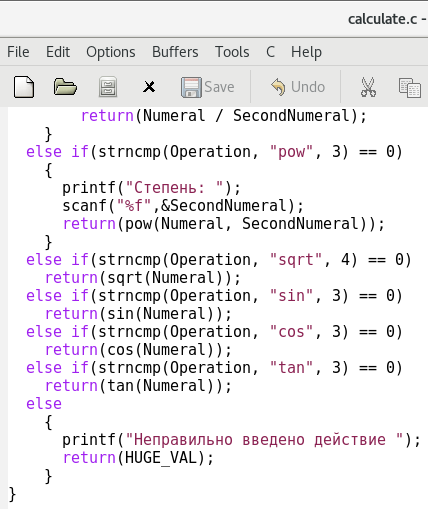 calculate.c -
File Edit Options Buffers Tools C Help
Save Undo
return(Numeral / SecondNumeral);
}
else if(strncmp(Operation, "pow", 3) == 0)
{
printf("Степень: ");
scanf("%f",&SecondNumeral);
return(pow(Numeral, SecondNumeral));
}
else if(strncmp(Operation, "sqrt", 4) == 0)
return(sqrt(Numeral));
else if(strncmp(Operation, "sin", 3) == 0)
return(sin(Numeral));
else if(strncmp(Operation, "cos", 3) == 0)
return(cos(Numeral));
else if(strncmp(Operation, "tan", 3) == 0)
return(tan(Numeral));
else
{
printf("Неправильно введено действие ");
return(HUGE_VAL);
}
}